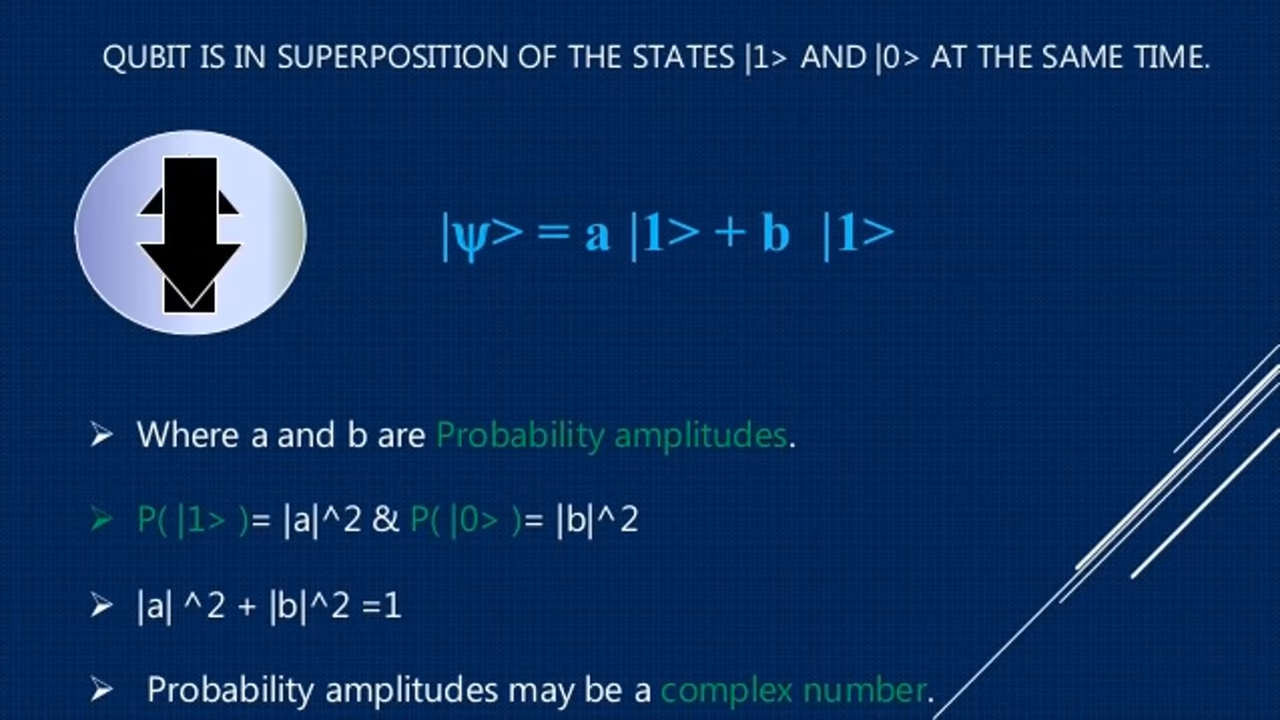 QUBIT IS IN SUPERPOSITION OF THE STATES |1> AND |0> AT THE SAME TIME.
|ψ> = a |1> + b |1>
➢ Where a and b are Probability amplitudes.
➢ P( |1> )= |a|^2 & P( |0> )= |b|^2
➢ |a| ^2 + |b|^2 =1
➢ Probability amplitudes may be a complex number.